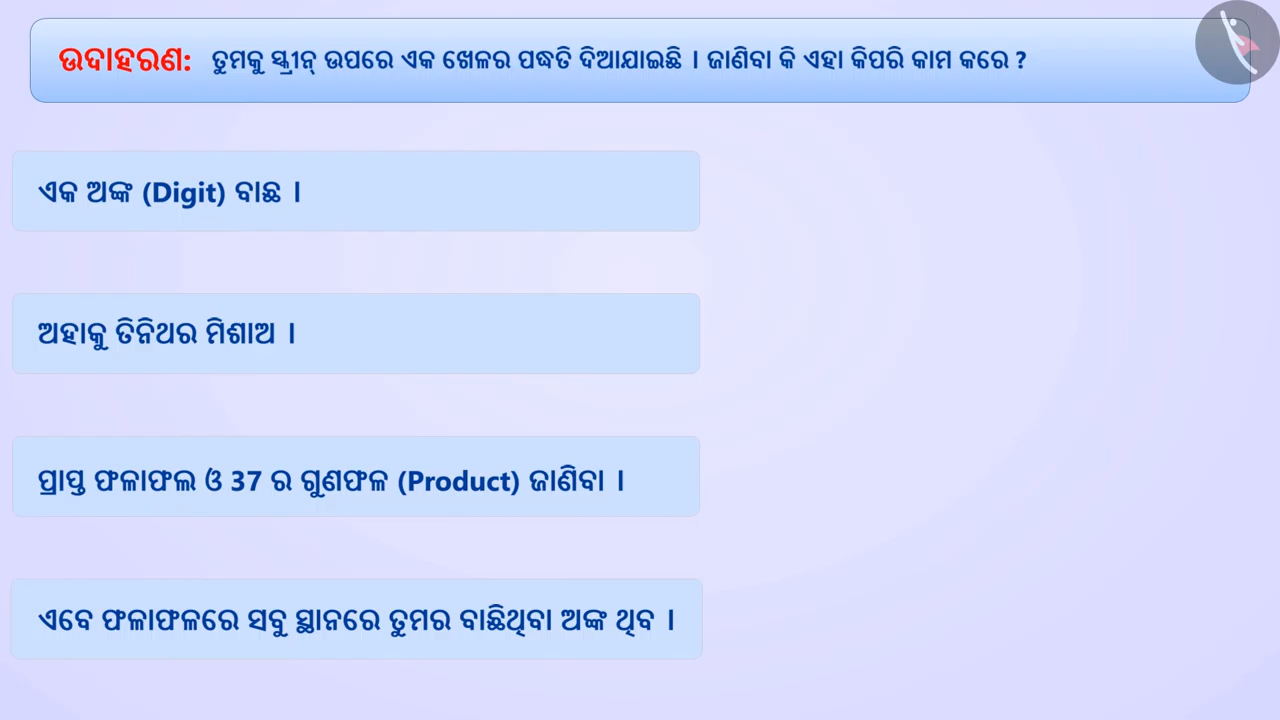 ଉଦାହରଣ: ତୁମକୁ ସ୍କ୍ରୀନ୍ ଉପରେ ଏକ ଖେଳର ପଦ୍ଧତି ଦିଆଯାଇଛି । ଜାଣିବା କି ଏହା କିପରି କାମ କରେ ?
ଏକ ଅଙ୍କ (Digit) ବାଛ ।
ଅହାକୁ ତିନିଥର ମିଶାଅ ।
ପ୍ରାପ୍ତ ଫଳାଫଲ ଓ 37 ର ଗୁଣଫଳ (Product) ଜାଣିବା ।
ଏବେ ଫଳାଫଳରେ ସବୁ ସ୍ଥାନରେ ତୁମର ବାଛିଥିବା ଅଙ୍କ ଥିବ ।